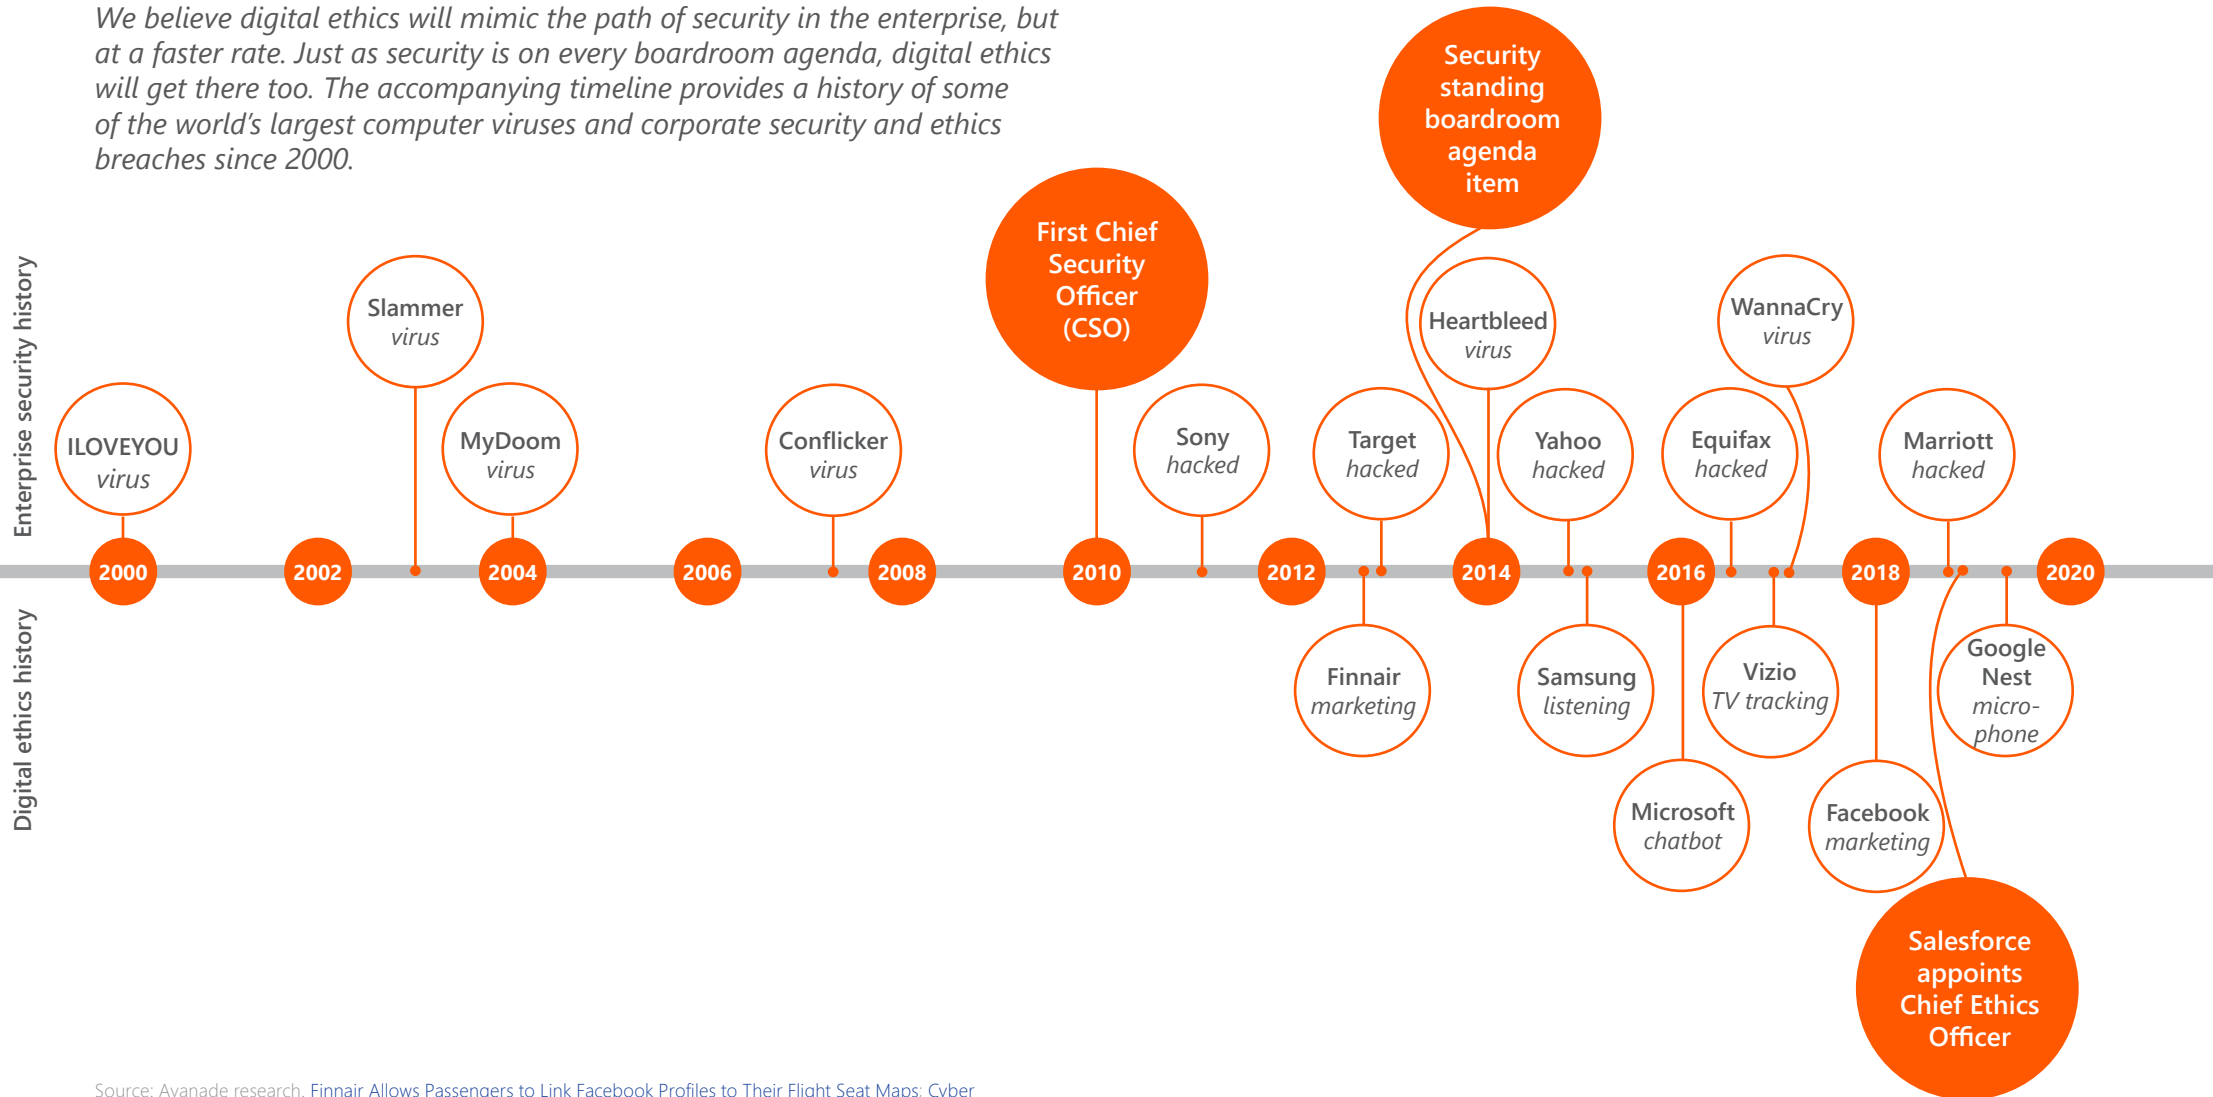 We believe digital ethics will mimic the path of security in the enterprise, but
at a faster rate. Just as security is on every boardroom agenda, digital ethics
will get there too. The accompanying timeline provides a history of some
of the world's largest computer viruses and corporate security and ethics
breaches since 2000.
Enterprise security history
Security
standing
boardroom
agenda
item
First Chief
Security
Officer
(CSO)
Slammer
virus
Heartbleed
virus
WannaCry
virus
ILOVEYOU
virus
MyDoom
virus
Conflicker
virus
Sony
hacked
Target
hacked
Yahoo
hacked
Equifax
hacked
Marriott
hacked
2000
2002
2004
2006
2008
2010
2012
2014
2016
2018
2020
Digital ethics history
Finnair
marketing
Samsung
listening
Vizio
TV tracking
Google
Nest
micro-
phone
Microsoft
chatbot
Facebook
marketing
Salesforce
appoints
Chief Ethics
Officer
Source: Avanade research, Finnair Allows Passengers to Link Facebook Profiles to Their Flight Seat Maps; Cyber